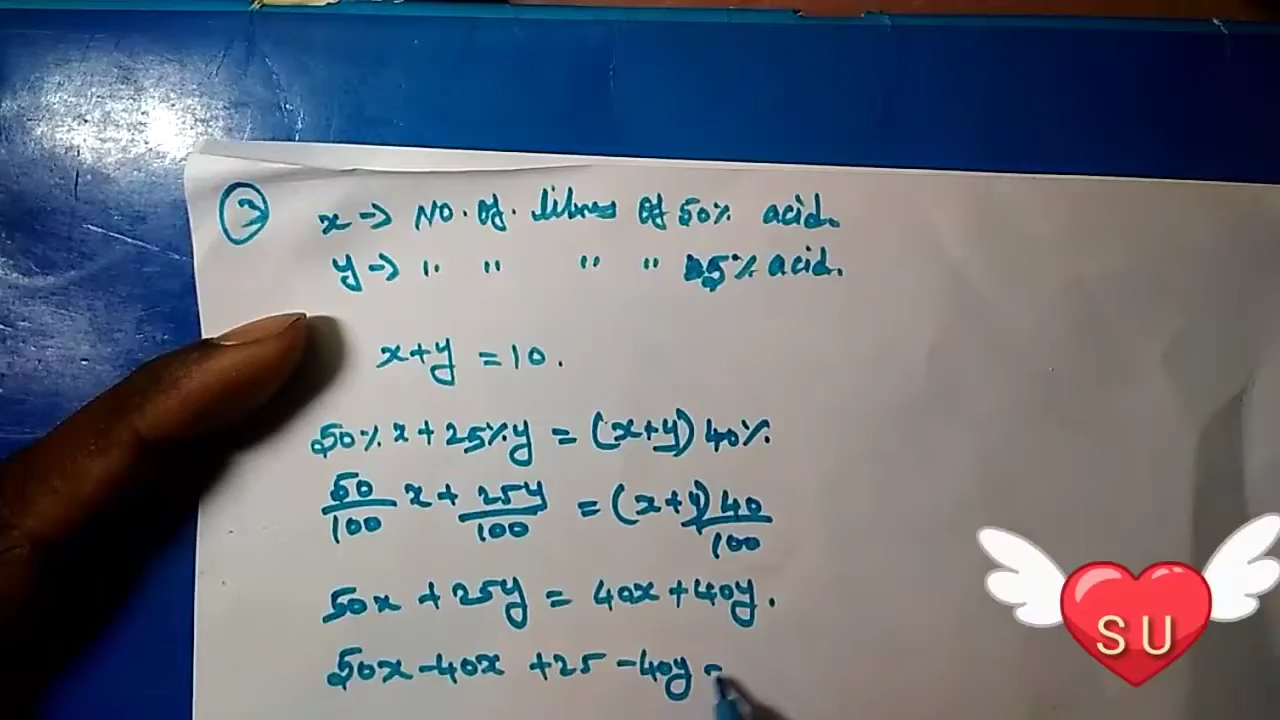 ③ x → No. of. litres of 50% acid.
y → " " " " 25% acid.
x+y = 10.
50% x + 25% y = (x+y) 40%.
50/100 x + 25y/100 = (x+y) 40/100
50x + 25y = 40x + 40y.
50x - 40x + 25 - 40y =
SU